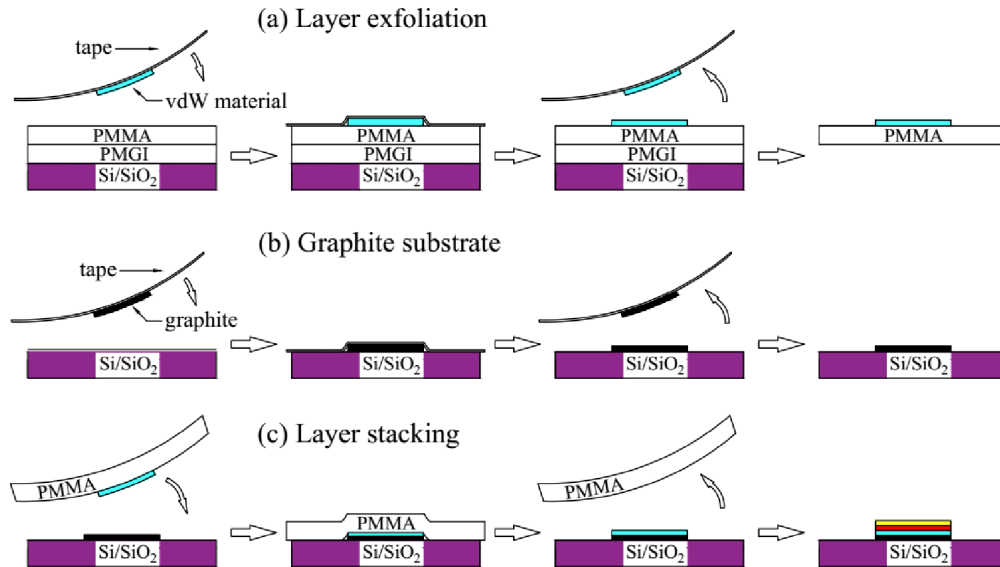 (a) Layer exfoliation
tape
vdW material
PMMA
PMGI
Si/SiO₂
PMMA
PMGI
Si/SiO₂
PMMA
PMGI
Si/SiO₂
PMMA
(b) Graphite substrate
tape
graphite
Si/SiO₂
Si/SiO₂
Si/SiO₂
Si/SiO₂
(c) Layer stacking
PMMA
Si/SiO₂
PMMA
Si/SiO₂
PMMA
Si/SiO₂
Si/SiO₂